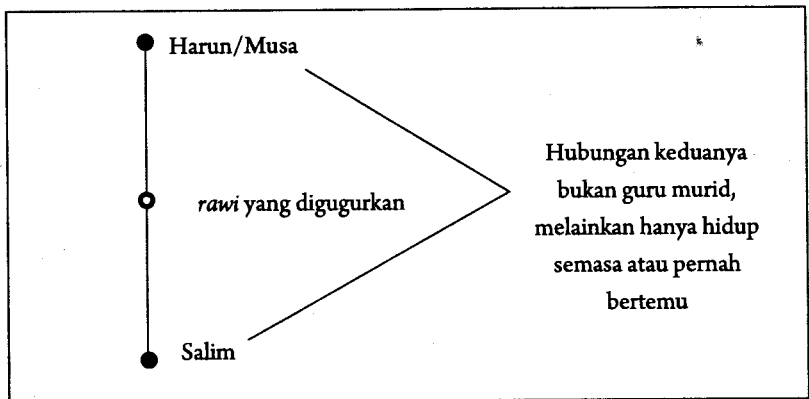 Harun/Musa
rawi yang digugurkan
Salim
Hubungan keduanya
bukan guru murid,
melainkan hanya hidup
semasa atau pernah
bertemu